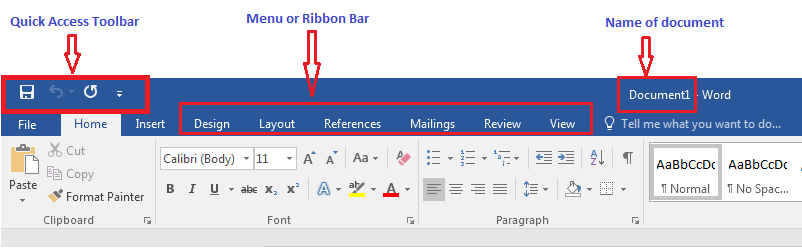 Quick Access Toolbar
Menu or Ribbon Bar
Name of document
Document1 - Word
File Home Insert Design Layout References Mailings Review View Tell me what you want to do...
Paste
Cut
Copy
Format Painter
Clipboard
Calibri (Body) 11 A A Aa A
B I U abc X2 X2 A ab A
Font
A Z
Paragraph
AaBbCcDc AaBbCcDc
¶ Normal ¶ No Spac...